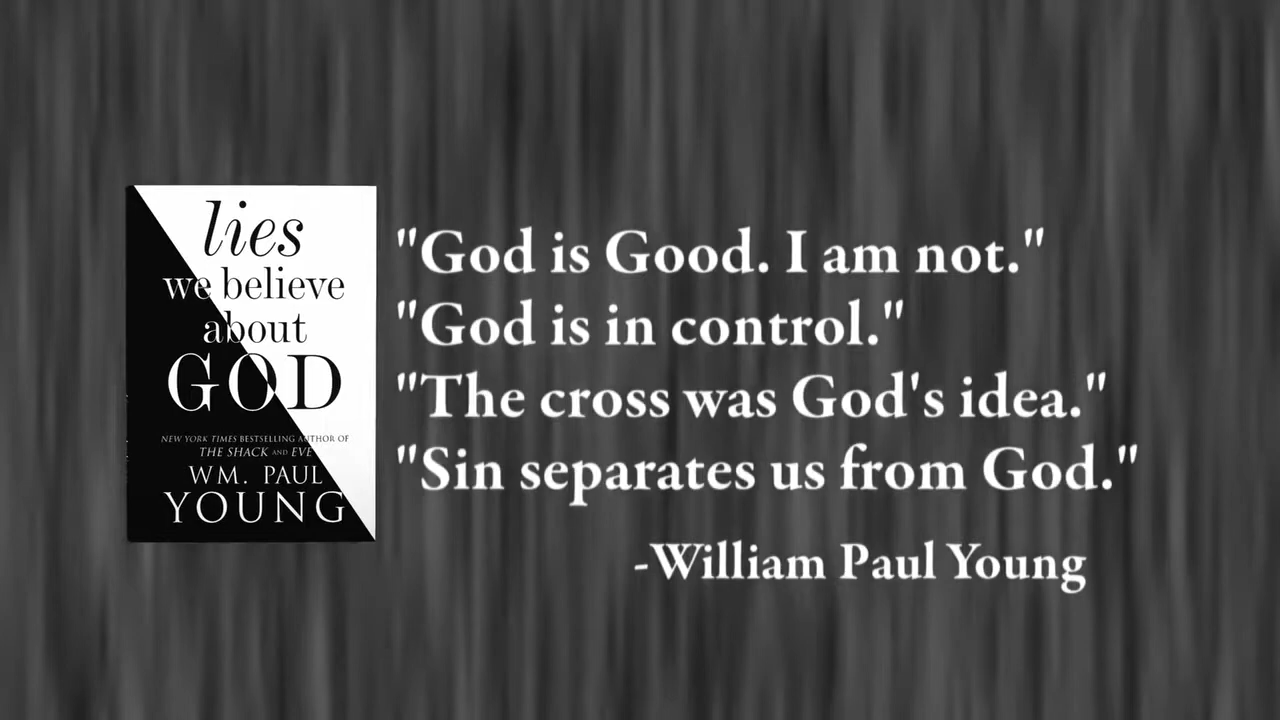 lies
we believe
about
GOD
NEW YORK TIMES BESTSELLING AUTHOR OF
THE SHACK AND EVE
WM. PAUL
YOUNG
"God is Good. I am not."
"God is in control."
"The cross was God's idea."
"Sin separates us from God."
-William Paul Young